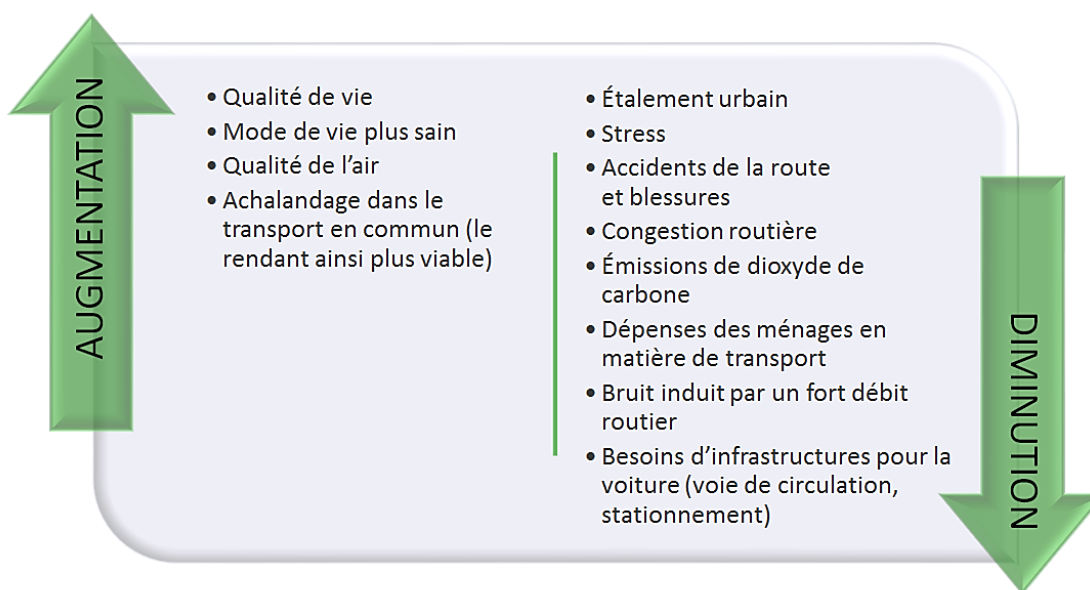 AUGMENTATION
• Qualité de vie
• Mode de vie plus sain
• Qualité de l’air
• Achalandage dans le
transport en commun (le
rendant ainsi plus viable)
• Étalement urbain
• Stress
• Accidents de la route
et blessures
• Congestion routière
• Émissions de dioxyde de
carbone
• Dépenses des ménages en
matière de transport
• Bruit induit par un fort débit
routier
• Besoins d’infrastructures pour la
voiture (voie de circulation,
stationnement)
DIMINUTION